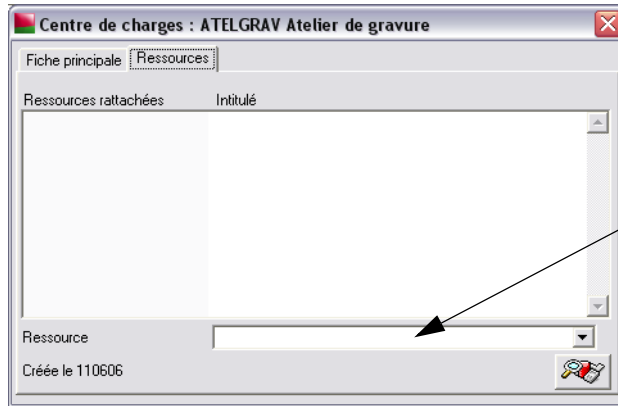 Centre de charges : ATELGRAV Atelier de gravure
Fiche principale Ressources
Ressources rattachées Intitulé
Ressource
Créée le 110606